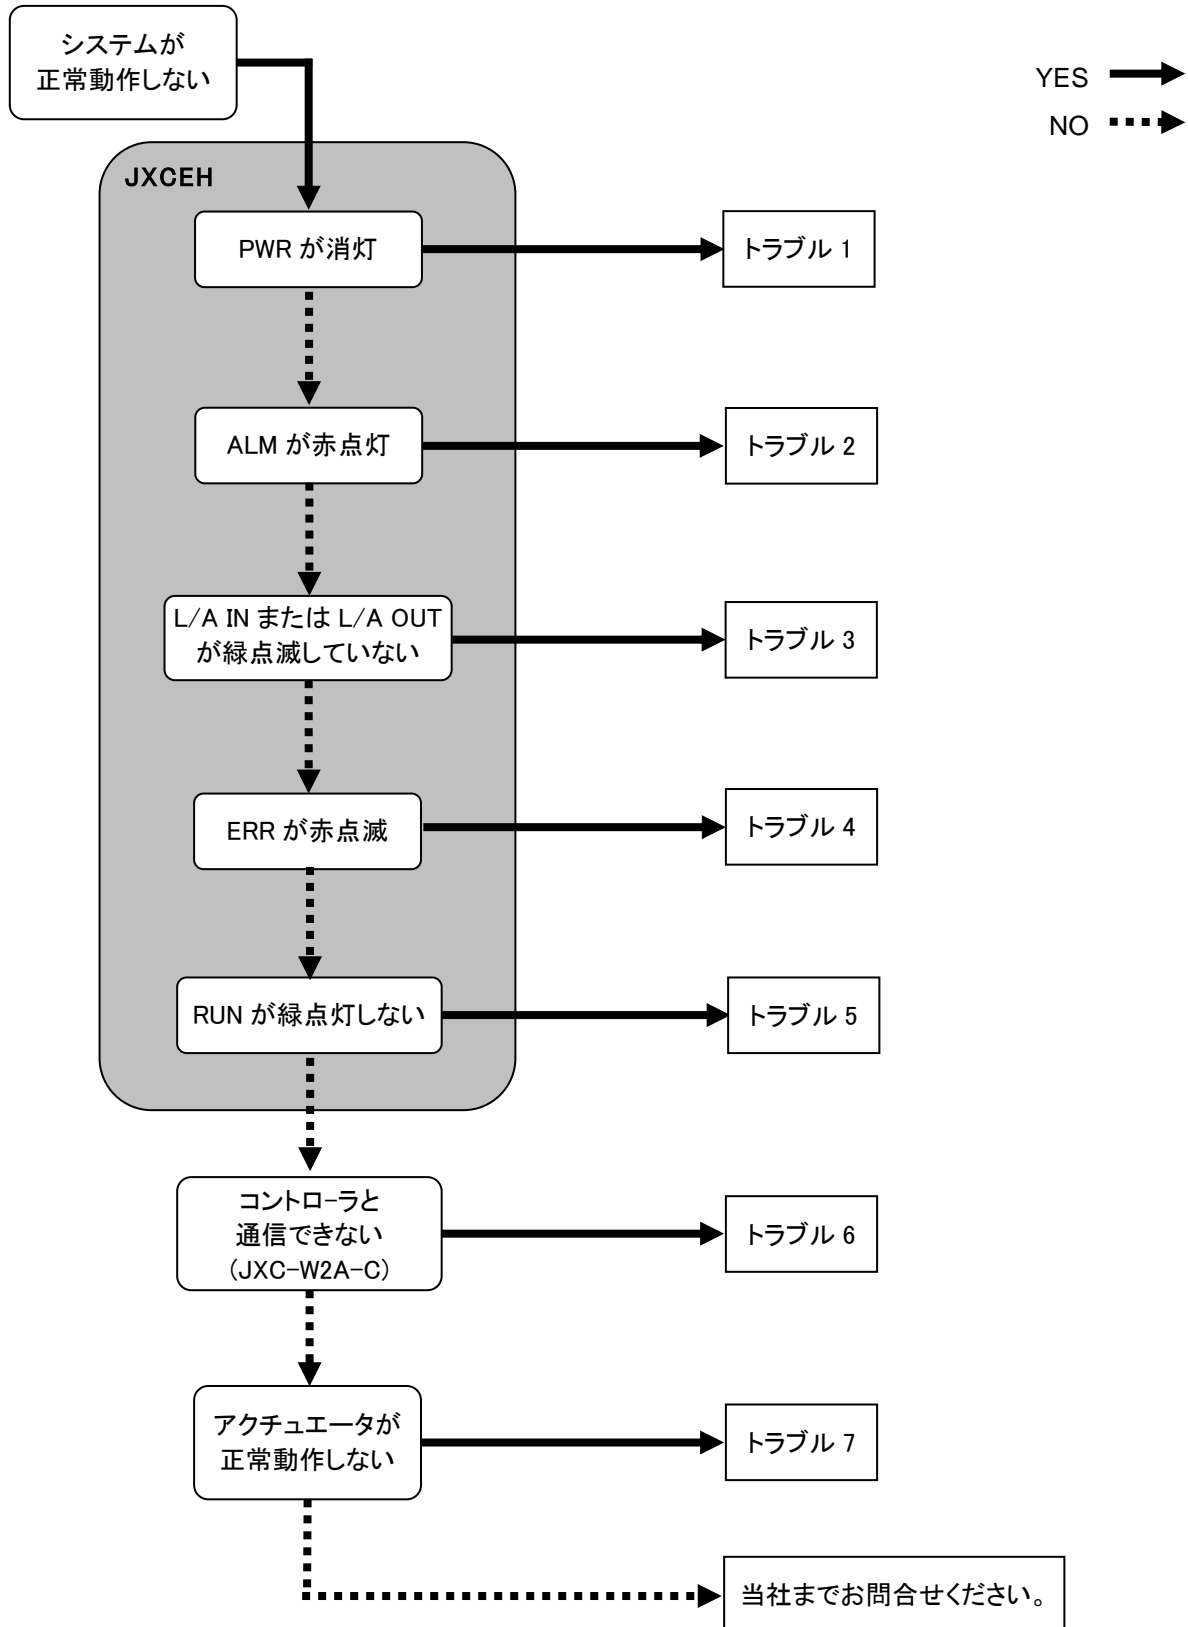 システムが
正常動作しない
YES
NO
JXCEH
PWR が消灯
トラブル 1
ALM が赤点灯
トラブル 2
L/A IN または L/A OUT
が緑点滅していない
トラブル 3
ERR が赤点滅
トラブル 4
RUN が緑点灯しない
トラブル 5
コントローラと
通信できない
(JXC-W2A-C)
トラブル 6
アクチュエータが
正常動作しない
トラブル 7
当社までお問合せください。